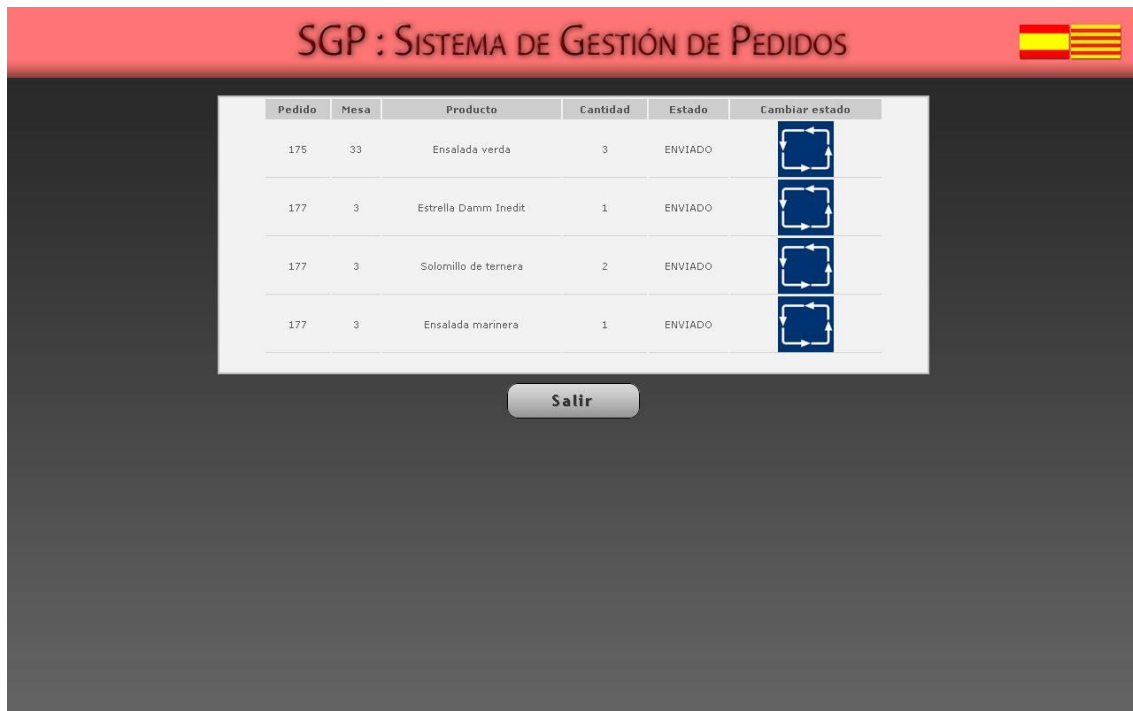 SGP : Sistema de Gestión de Pedidos
Pedido Mesa Producto Cantidad Estado Cambiar estado
175 33 Ensalada verda 3 ENVIADO
177 3 Estrella Damm Inedit 1 ENVIADO
177 3 Solomillo de ternera 2 ENVIADO
177 3 Ensalada marinera 1 ENVIADO
Salir